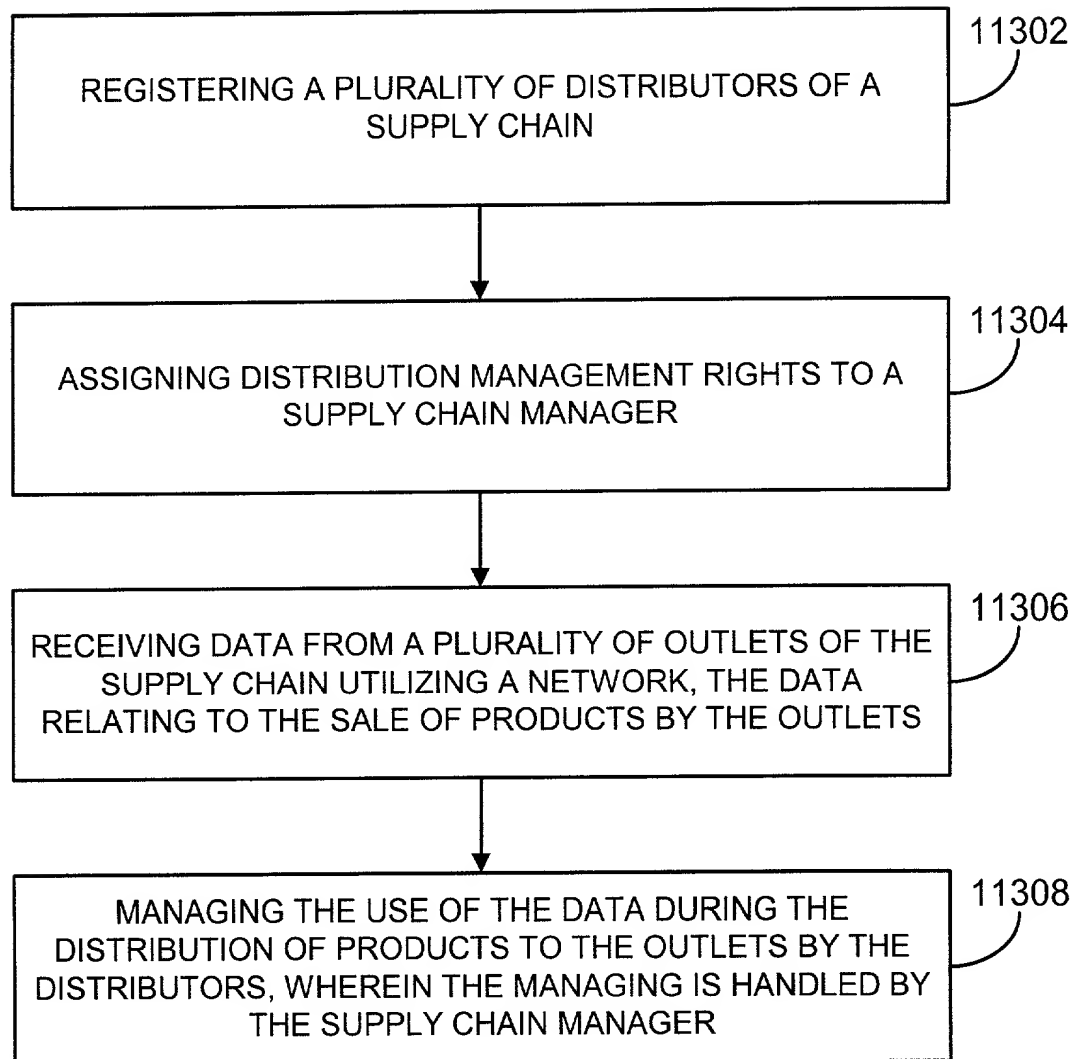 11302
REGISTERING A PLURALITY OF DISTRIBUTORS OF A
SUPPLY CHAIN
11304
ASSIGNING DISTRIBUTION MANAGEMENT RIGHTS TO A
SUPPLY CHAIN MANAGER
11306
RECEIVING DATA FROM A PLURALITY OF OUTLETS OF THE
SUPPLY CHAIN UTILIZING A NETWORK, THE DATA
RELATING TO THE SALE OF PRODUCTS BY THE OUTLETS
11308
MANAGING THE USE OF THE DATA DURING THE
DISTRIBUTION OF PRODUCTS TO THE OUTLETS BY THE
DISTRIBUTORS, WHEREIN THE MANAGING IS HANDLED BY
THE SUPPLY CHAIN MANAGER